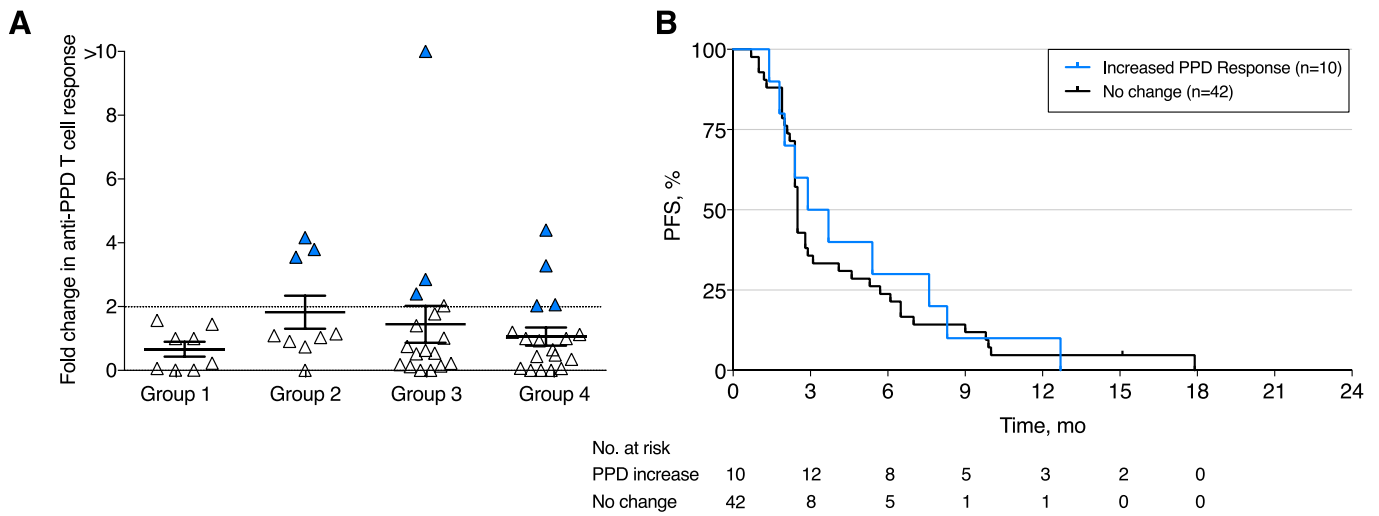 A
Fold change in anti-PPD T cell response
>10
8
6
4
2
0
Group 1 Group 2 Group 3 Group 4
B
PFS, %
100
75
50
25
0
Increased PPD Response (n=10)
No change (n=42)
0 3 6 9 12 15 18 21 24
Time, mo
No. at risk
PPD increase 10 12 8 5 3 2 0
No change 42 8 5 1 1 0 0